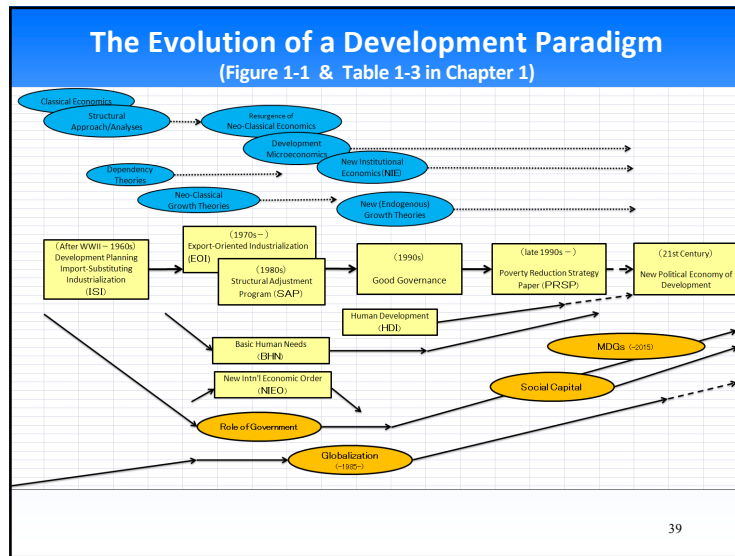 The Evolution of a Development Paradigm
(Figure 1-1 & Table 1-3 in Chapter 1)
Classical Economics
Structural
Approach/Analyses
Resurgence of
Neo-Classical Economics
Development
Microeconomics
New Institutional
Economics(NIE)
Dependency
Theories
Neo-Classical
Growth Theories
New (Endogenous)
Growth Theories
(After WWII – 1960s)
Development Planning
Import-Substituting
Industrialization
(ISI)
(1970s－)
Export-Oriented Industrialization
(EOI)
(1980s)
Structural Adjustment
Program (SAP)
(1990s)
Good Governance
(late 1990s－)
Poverty Reduction Strategy
Paper (PRSP)
(21st Century)
New Political Economy of
Development
Human Development
(HDI)
Basic Human Needs
(BHN)
MDGs (~2015)
New Int'l Economic Order
(NIEO)
Social Capital
Role of Government
Globalization
(~1985~)
39